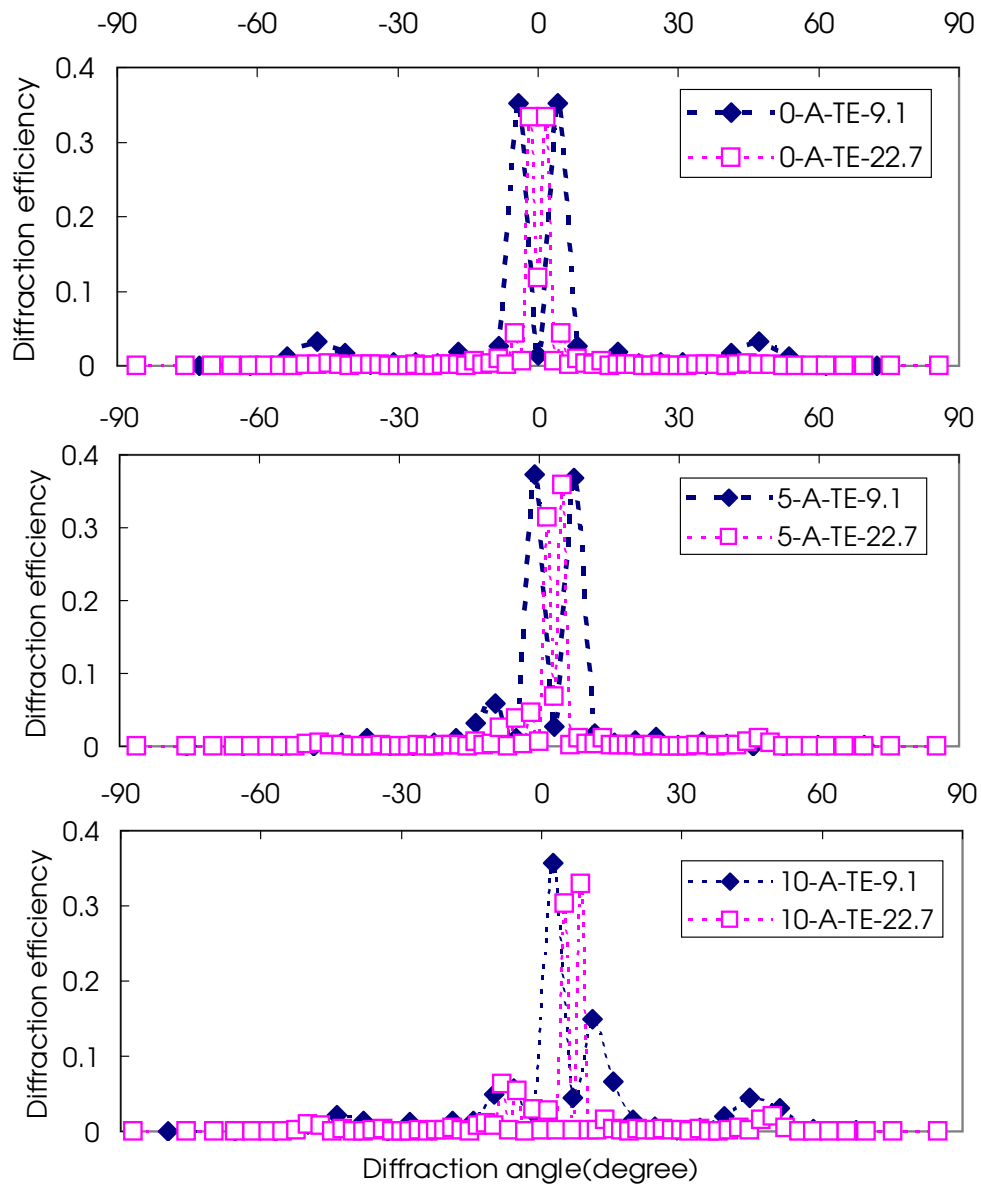 -90 -60 -30 0 30 60 90
0.4
0.3
0.2
0.1
0
Diffraction efficiency
0-A-TE-9.1
0-A-TE-22.7
-90 -60 -30 0 30 60 90
0.4
0.3
0.2
0.1
0
Diffraction efficiency
5-A-TE-9.1
5-A-TE-22.7
-90 -60 -30 0 30 60 90
0.4
0.3
0.2
0.1
0
Diffraction efficiency
10-A-TE-9.1
10-A-TE-22.7
Diffraction angle(degree)